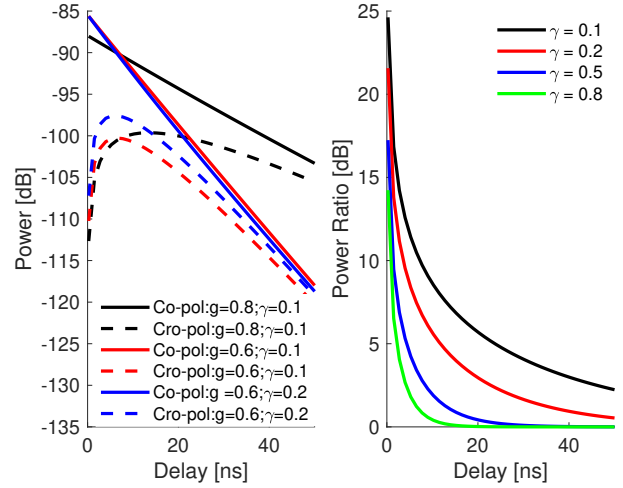 -85
-90
-95
-100
-105
-110
-115
-120
-125
-130
-135
Power [dB]
Co-pol:g=0.8;γ=0.1
Cro-pol:g=0.8;γ=0.1
Co-pol:g=0.6;γ=0.1
Cro-pol:g=0.6;γ=0.1
Co-pol:g =0.6;γ=0.2
Cro-pol:g=0.6;γ=0.2
0 20 40
Delay [ns]
25
20
15
10
5
0
Power Ratio [dB]
γ = 0.1
γ = 0.2
γ = 0.5
γ = 0.8
0 20 40
Delay [ns]